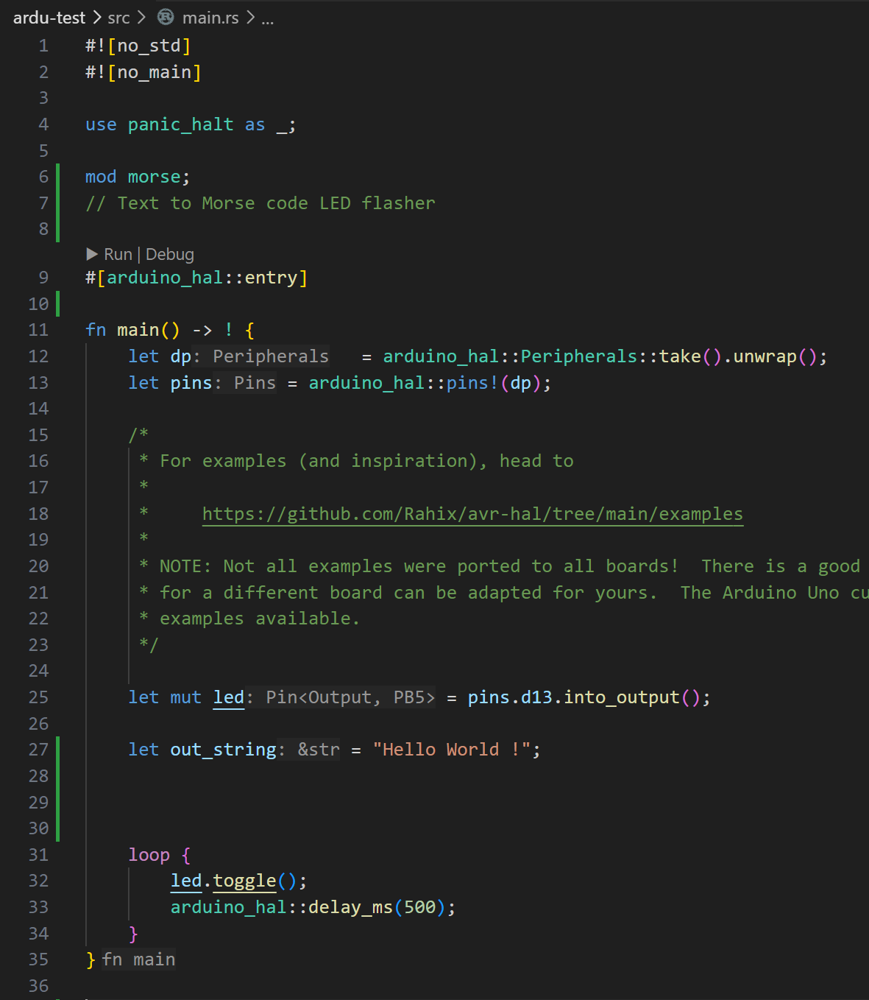 ardu-test > src > main.rs > ...
1 #![no_std]
2 #![no_main]
3
4 use panic_halt as _;
5
6 mod morse;
7 // Text to Morse code LED flasher
8
Run | Debug
9 #[arduino_hal::entry]
10
11 fn main() -> ! {
12     let dp: Peripherals   = arduino_hal::Peripherals::take().unwrap();
13     let pins: Pins = arduino_hal::pins!(dp);
14
15     /*
16      * For examples (and inspiration), head to
17      *
18      *     https://github.com/Rahix/avr-hal/tree/main/examples
19      *
20      * NOTE: Not all examples were ported to all boards!  There is a good
21      * for a different board can be adapted for yours.  The Arduino Uno cu
22      * examples available.
23      */
24
25     let mut led: Pin<Output, PB5> = pins.d13.into_output();
26
27     let out_string: &str = "Hello World !";
28
29
30
31     loop {
32         led.toggle();
33         arduino_hal::delay_ms(500);
34     }
35 } fn main
36